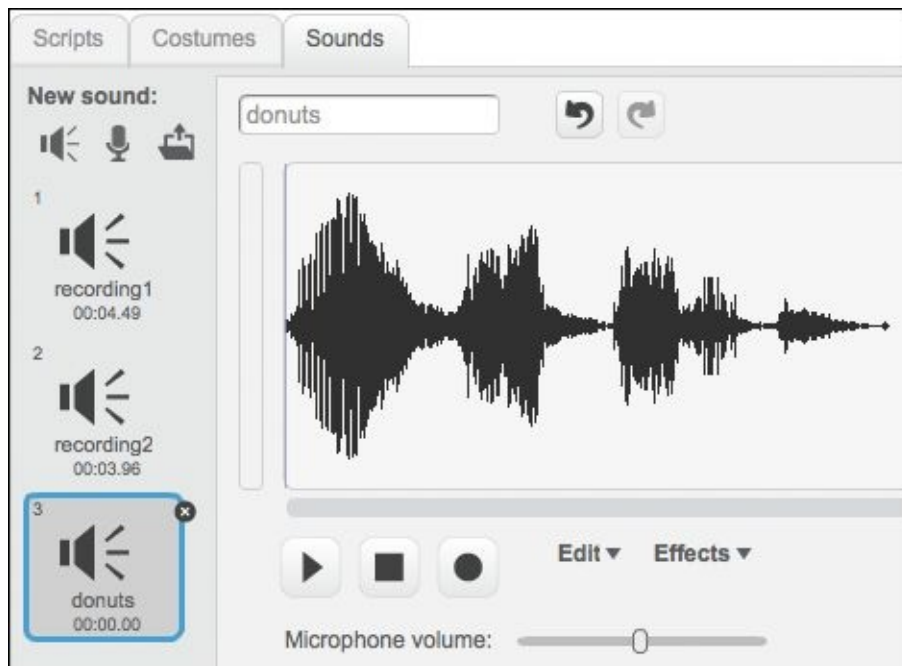 Scripts Costumes Sounds
New sound:
donuts
1
recording1
00:04.49
2
recording2
00:03.96
3
donuts
00:00.00
Edit ▾ Effects ▾
Microphone volume: